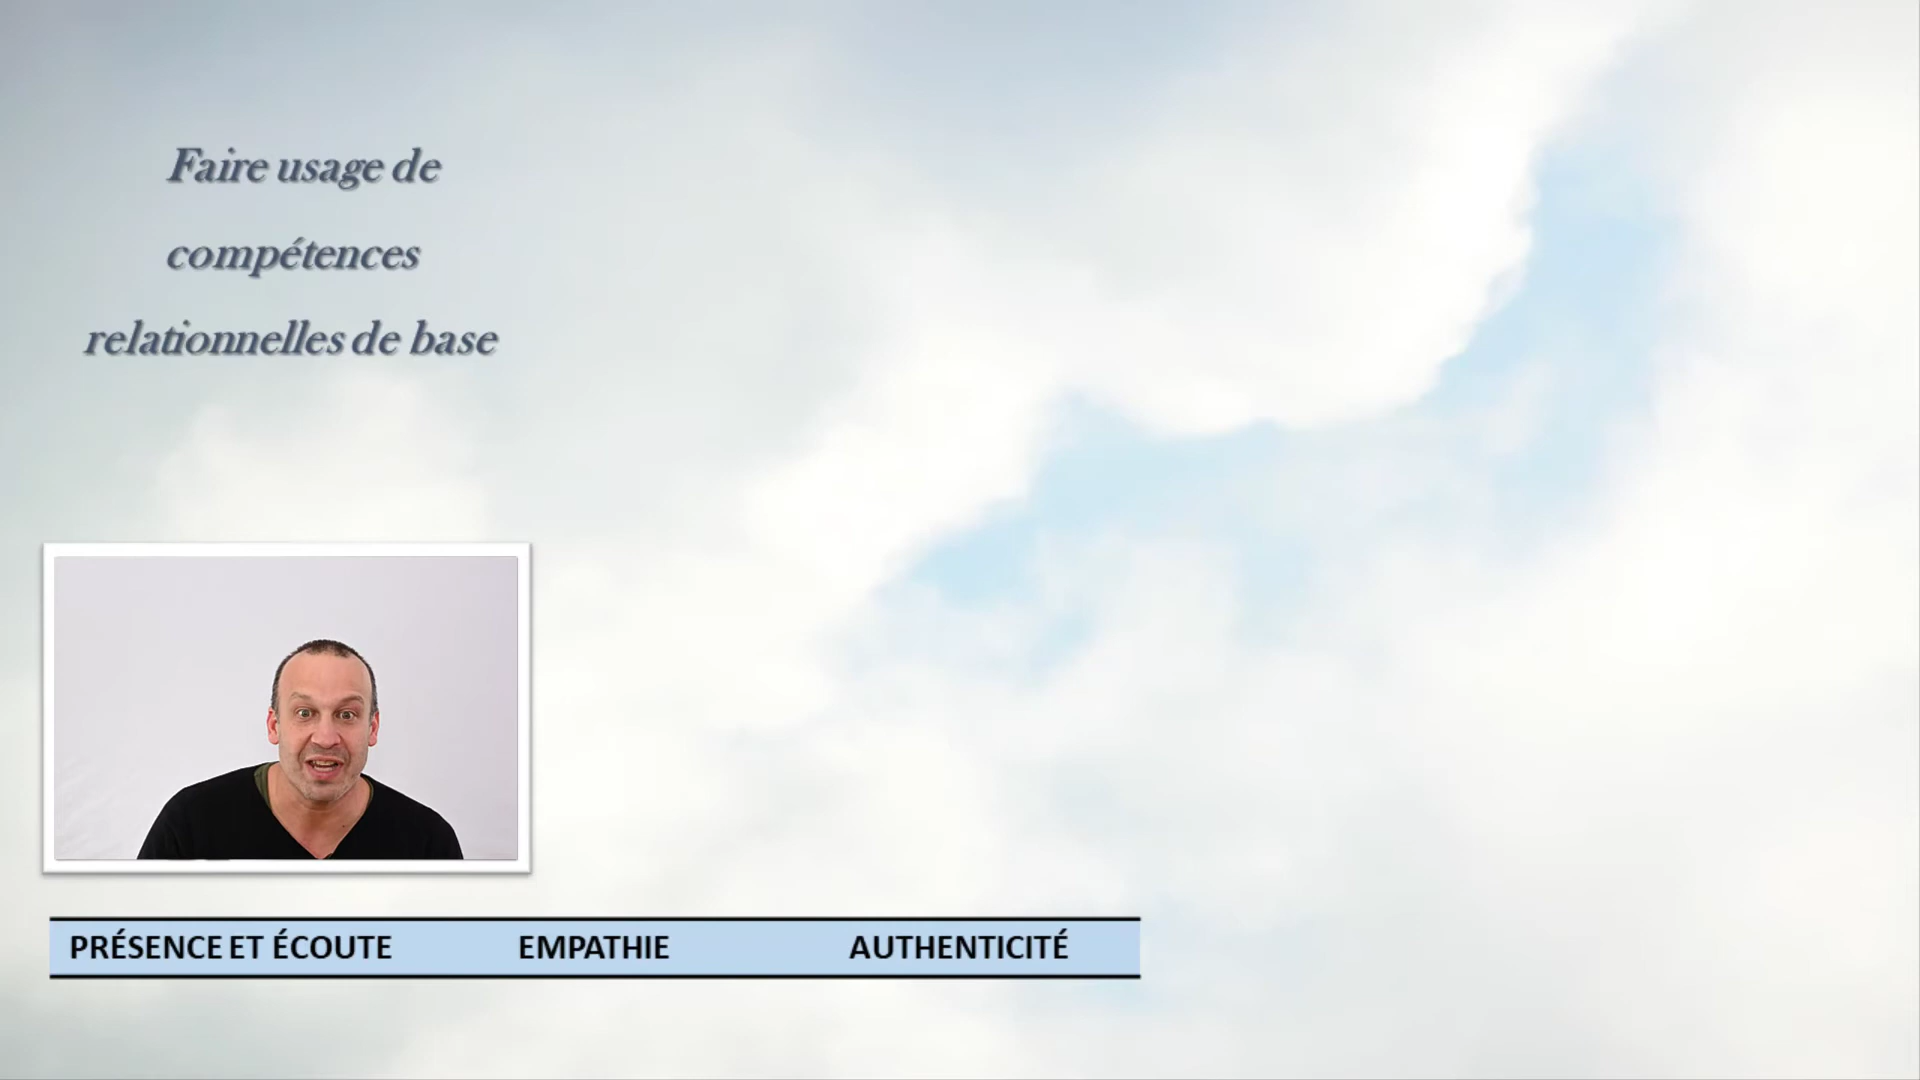 Faire usage de
compétences
relationnelles de base
PRÉSENCE ET ÉCOUTE EMPATHIE AUTHENTICITÉ